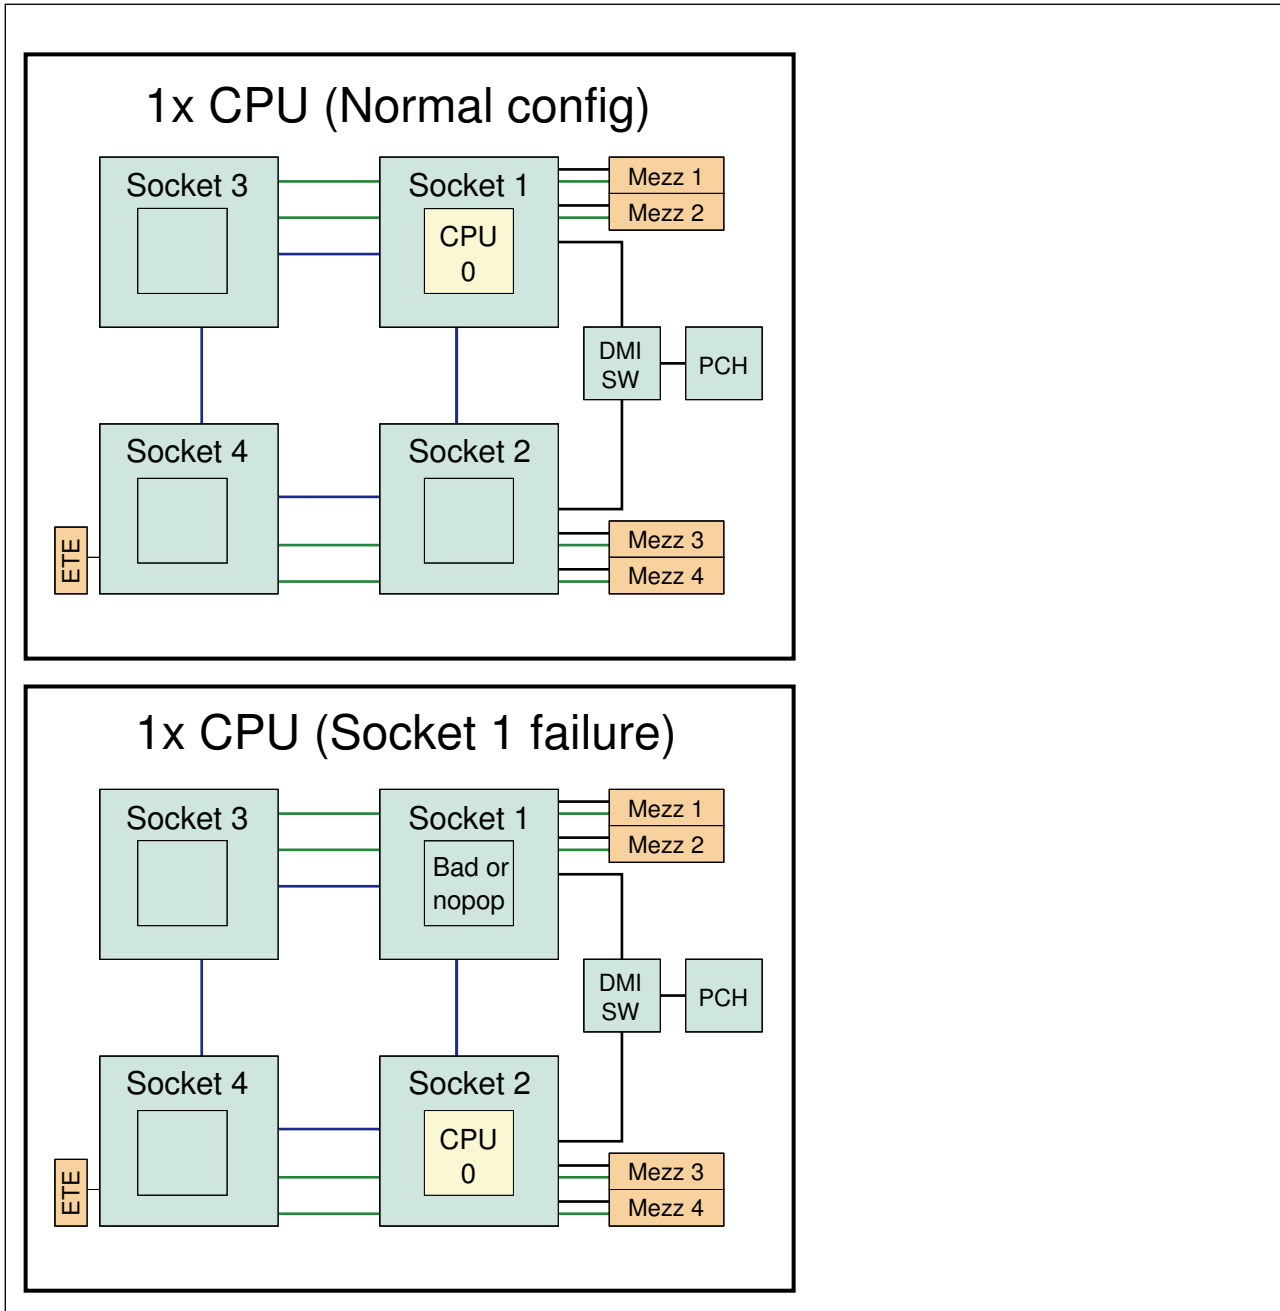 1x CPU (Normal config)
Socket 3
Socket 1
CPU
0
Mezz 1
Mezz 2
DMI
SW
PCH
Socket 4
Socket 2
ETE
Mezz 3
Mezz 4
1x CPU (Socket 1 failure)
Socket 3
Socket 1
Bad or
nopop
Mezz 1
Mezz 2
DMI
SW
PCH
Socket 4
Socket 2
CPU
0
ETE
Mezz 3
Mezz 4